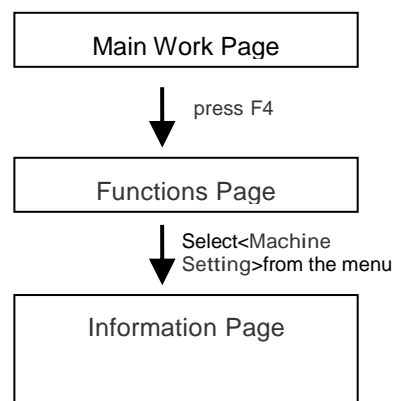 Main Work Page
press F4
Functions Page
Select<Machine
Setting>from the menu
Information Page